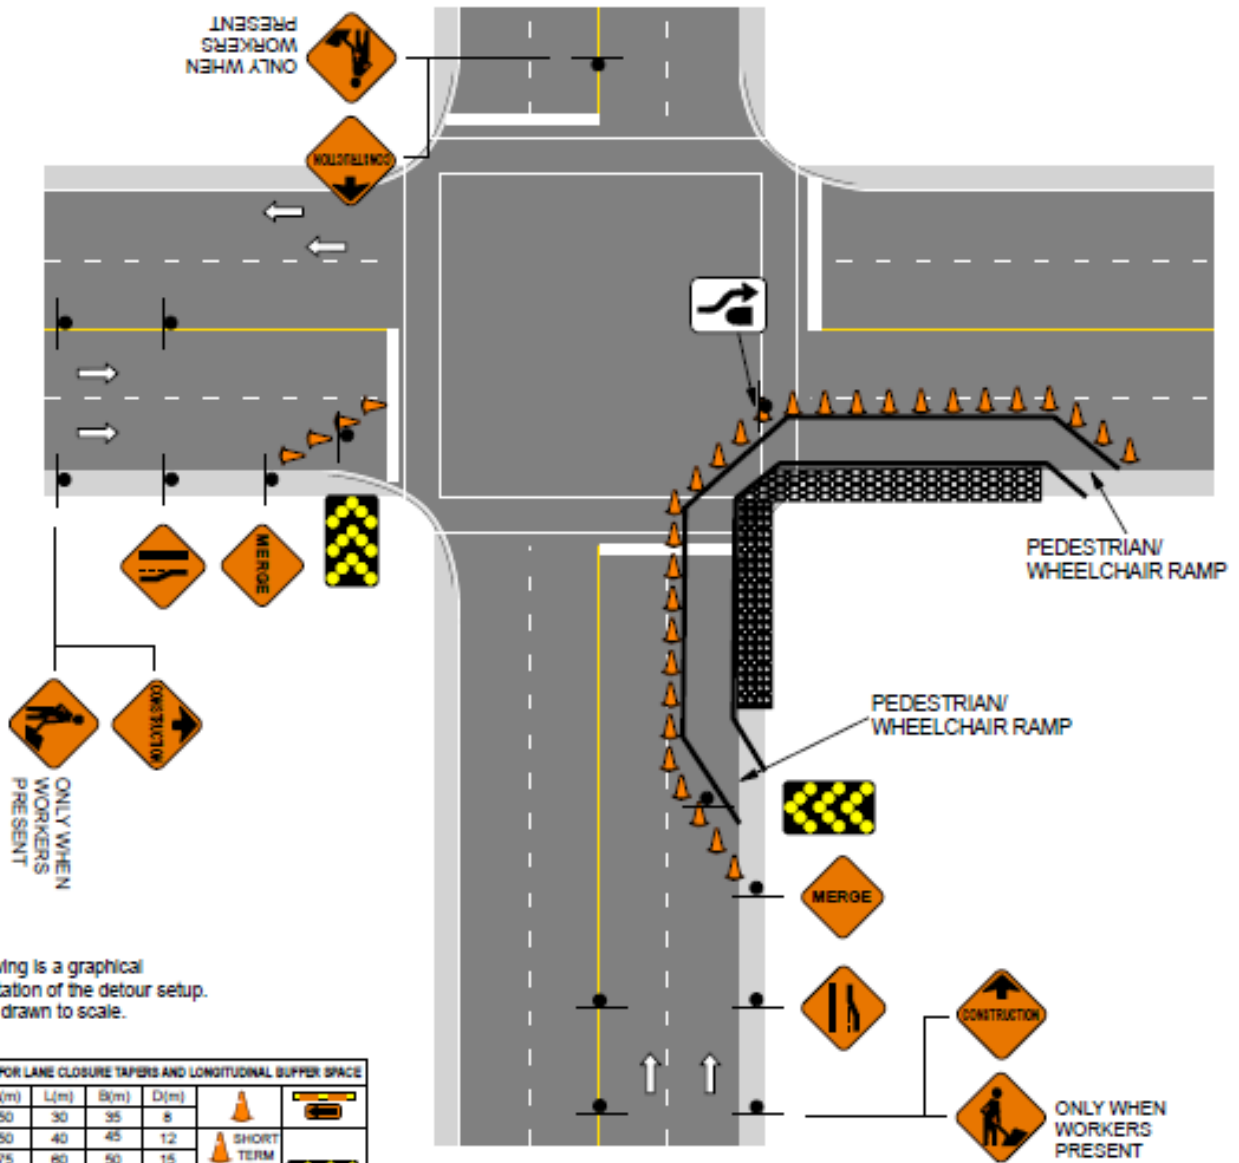 ONLY WHEN
WORKERS
PRESENT
CONSTRUCTION
MERGE
PEDESTRIAN/
WHEELCHAIR RAMP
PEDESTRIAN/
WHEELCHAIR RAMP
CONSTRUCTION
ONLY WHEN
WORKERS
PRESENT
MERGE
CONSTRUCTION
ONLY WHEN
WORKERS
PRESENT
is a graphical
of the detour setup.
drawn to scale.
FOR LANE CLOSURE TAPERS AND LONGITUDINAL BUFFER SPACE
(m) L(m) B(m) D(m)
50 30 35 8
50 40 45 12
75 60 50 15
SHORT
TERM